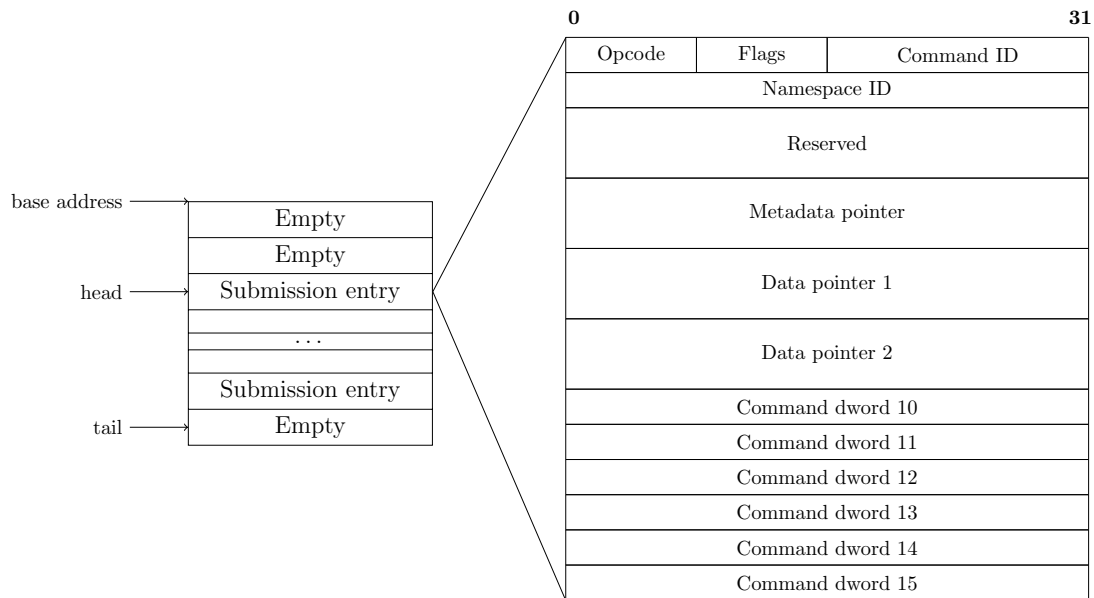 0 31
Opcode Flags Command ID
Namespace ID
Reserved
Metadata pointer
Data pointer 1
Data pointer 2
Command dword 10
Command dword 11
Command dword 12
Command dword 13
Command dword 14
Command dword 15
base address
Empty
Empty
head
Submission entry
...
Submission entry
tail
Empty